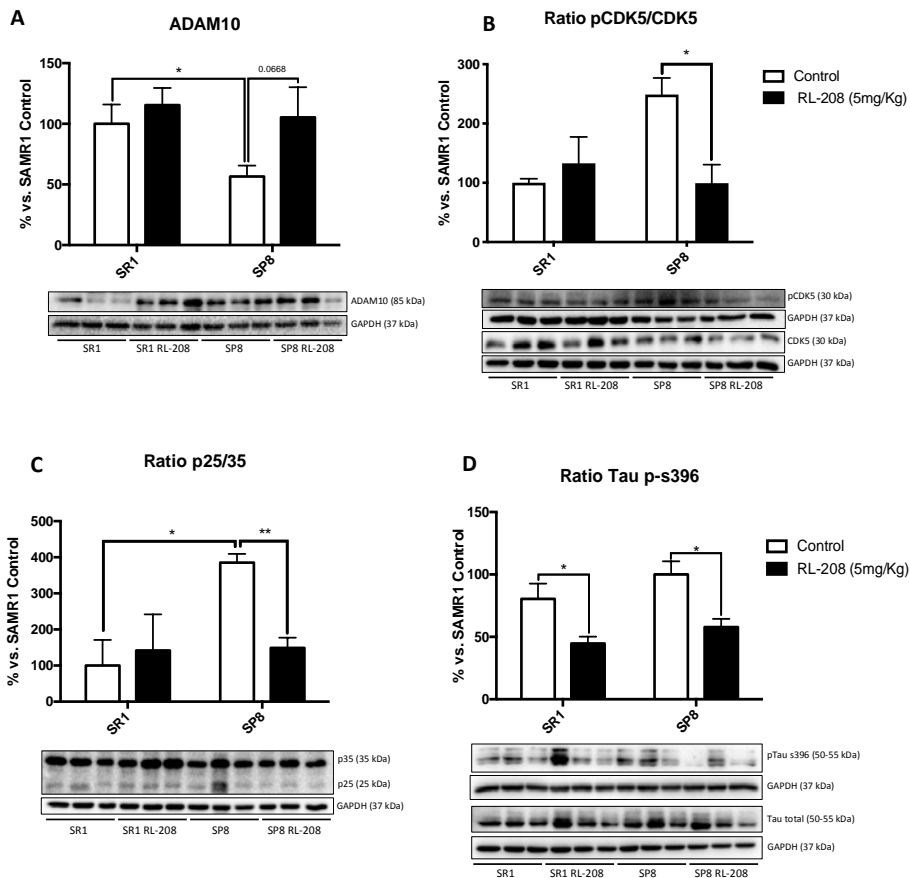 A
ADAM10
% vs. SAMR1 Control
150
100
50
0
*
0.0668
SR1
SP8
ADAM10 (85 kDa)
GAPDH (37 kDa)
SR1 SR1 RL-208 SP8 SP8 RL-208
B
Ratio pCDK5/CDK5
% vs. SAMR1 Control
300
200
100
0
*
Control
RL-208 (5mg/Kg)
SR1
SP8
pCDK5 (30 kDa)
GAPDH (37 kDa)
CDK5 (30 kDa)
GAPDH (37 kDa)
SR1 SR1 RL-208 SP8 SP8 RL-208
C
Ratio p25/35
% vs. SAMR1 Control
500
400
300
200
100
0
*
**
SR1
SP8
p35 (35 kDa)
p25 (25 kDa)
GAPDH (37 kDa)
SR1 SR1 RL-208 SP8 SP8 RL-208
D
Ratio Tau p-s396
% vs. SAMR1 Control
150
100
50
0
*
*
Control
RL-208 (5mg/Kg)
SR1
SP8
pTau s396 (50-55 kDa)
GAPDH (37 kDa)
Tau total (50-55 kDa)
GAPDH (37 kDa)
SR1 SR1 RL-208 SP8 SP8 RL-208